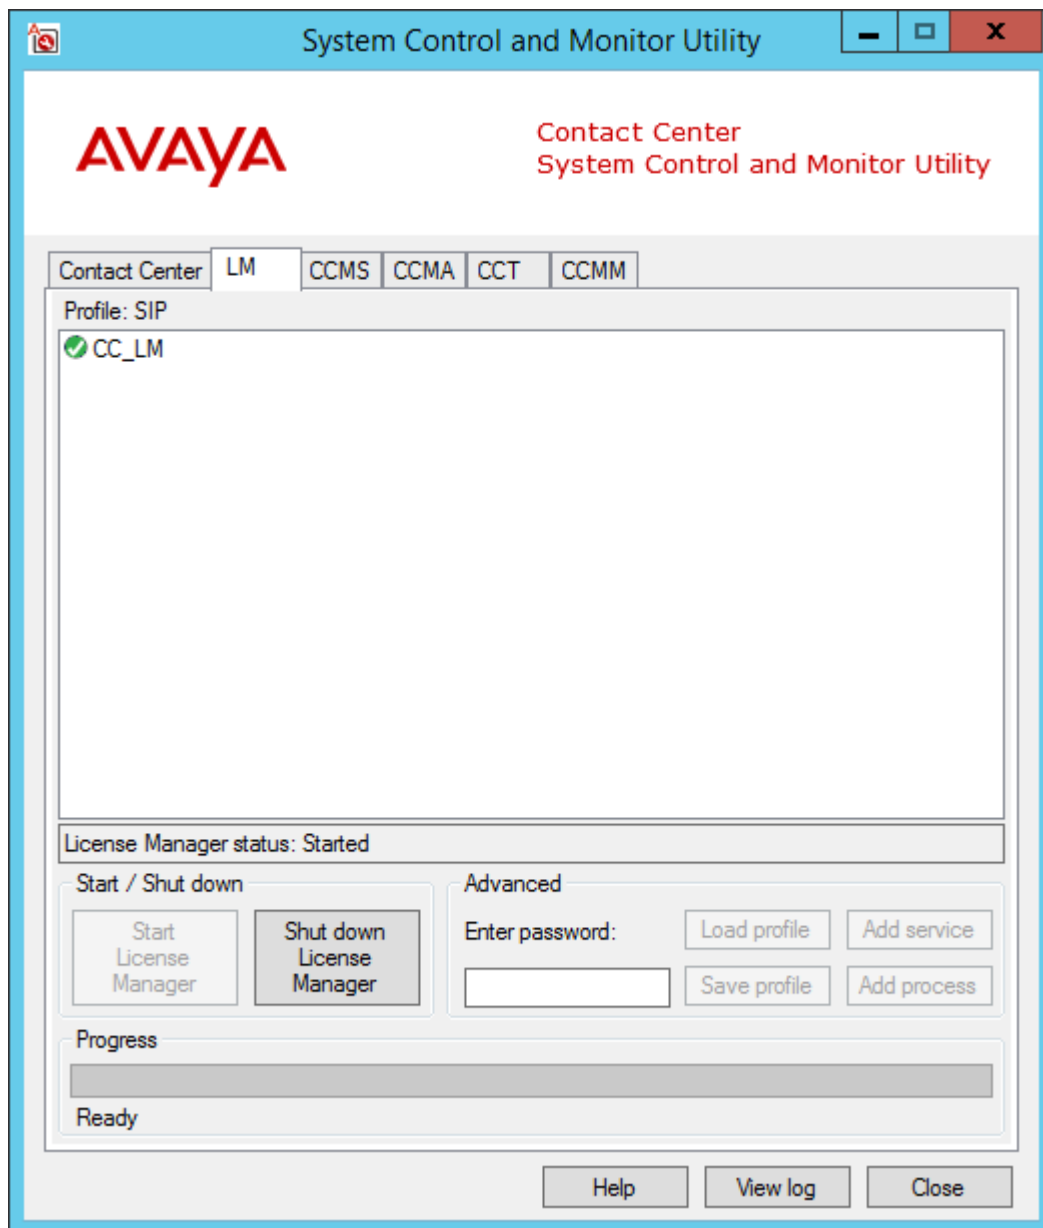 System Control and Monitor Utility
AVAYA
Contact Center
System Control and Monitor Utility
Contact Center LM CCMS CCMA CCT CCMM
Profile: SIP
CC_LM
License Manager status: Started
Start / Shut down
Start
License
Manager
Shut down
License
Manager
Advanced
Enter password:
Load profile Add service
Save profile Add process
Progress
Ready
Help View log Close